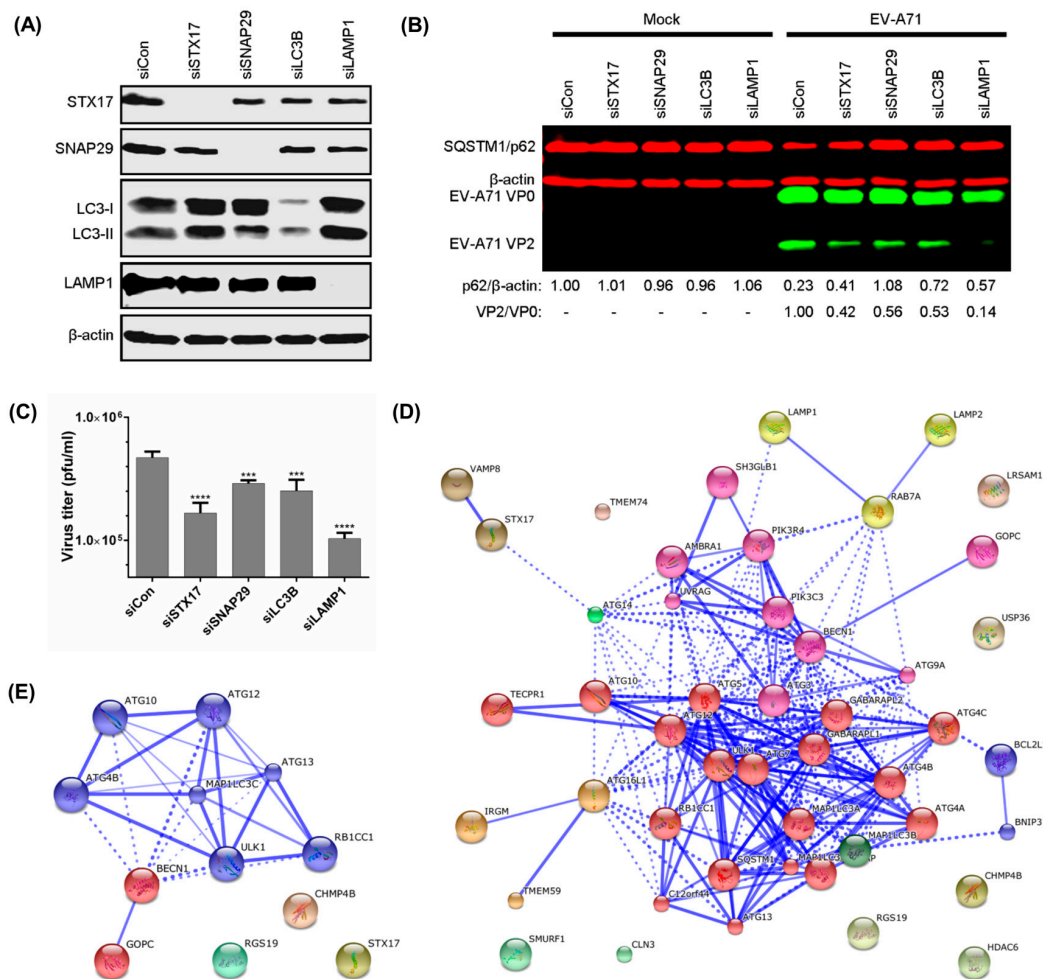 (A)
siCon siSTX17 siSNAP29 siLC3B siLAMP1
STX17
SNAP29
LC3-I
LC3-II
LAMP1
β-actin
(B)
Mock EV-A71
siCon siSTX17 siSNAP29 siLC3B siLAMP1 siCon siSTX17 siSNAP29 siLC3B siLAMP1
SQSTM1/p62
β-actin
EV-A71 VP0
EV-A71 VP2
p62/β-actin: 1.00 1.01 0.96 0.96 1.06 0.23 0.41 1.08 0.72 0.57
VP2/VP0: - - - - - 1.00 0.42 0.56 0.53 0.14
(C)
Virus titer (pfu/ml)
1.0×10⁶
1.0×10⁵
**** *** *** ****
siCon siSTX17 siSNAP29 siLC3B siLAMP1
(D)
LAMP1 LAMP2
VAMP8 SH3GLB1
TMEM74 LRSAM1
STX17 RAB7A
PIK3R4 GOPC
AMBRA1
UVRAG PIK3C3
ATG14 USP36
BECN1
ATG9A
ATG10 ATG5 ATG3
TECPR1 GABARAPL2 ATG4C
ATG12 GABARAPL1
ULK1 ATG7 BCL2L
ATG16L1 ATG4B
IRGM RB1CC1 MAP1LC3A ATG4A
MAP1LC3B BNIP3
SQSTM1 MAP1LC3
TMEM59 C12orf44 CHMP4B
ATG13 RGS19
SMURF1 CLN3 HDAC6
(E)
ATG10 ATG12
ATG13
ATG4B MAP1LC3C
RB1CC1
BECN1 ULK1
CHMP4B
GOPC RGS19 STX17